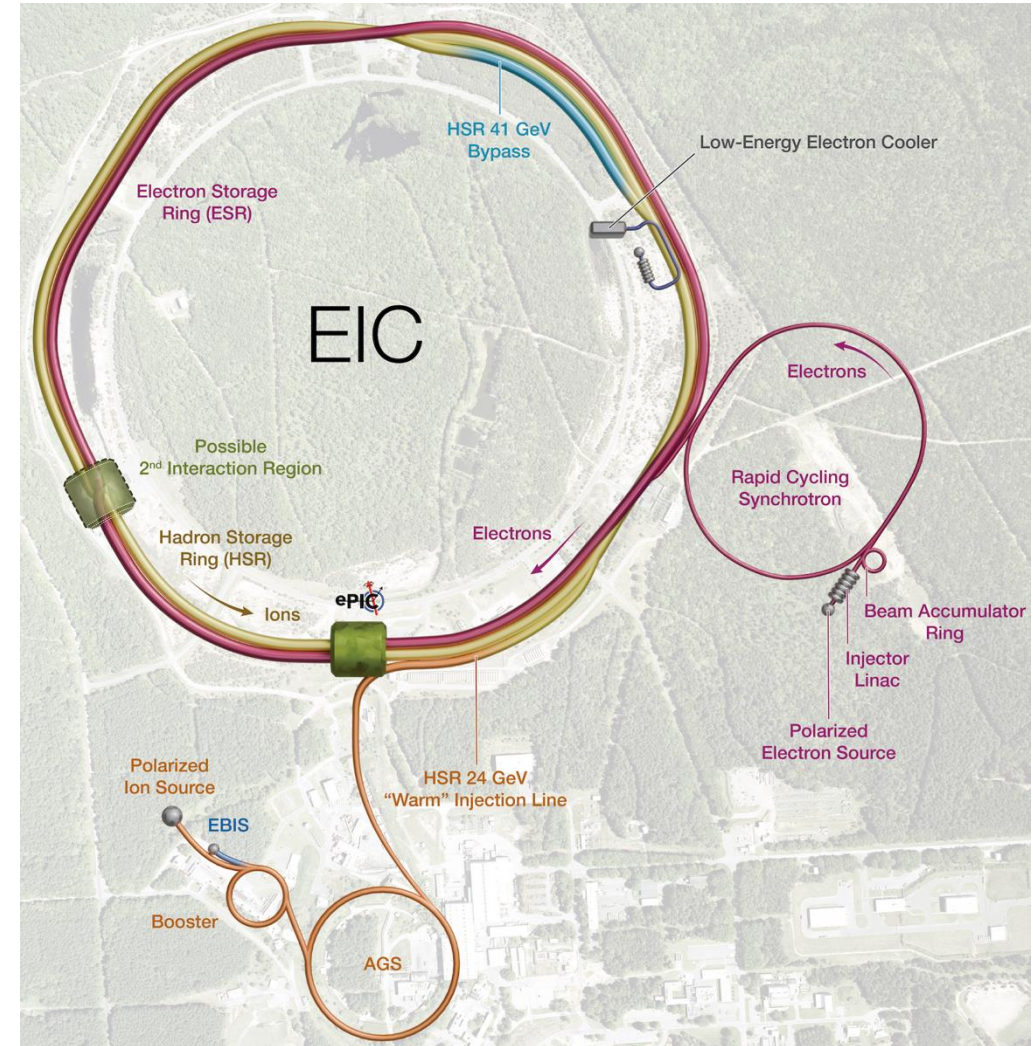 HSR 41 GeV
Bypass
Low-Energy Electron Cooler
Electron Storage
Ring (ESR)
EIC
Electrons
Possible
2nd Interaction Region
Rapid Cycling
Synchrotron
Hadron Storage
Ring (HSR)
Electrons
Ions
ePIC
Beam Accumulator
Ring
Injector
Linac
Polarized
Electron Source
Polarized
Ion Source
HSR 24 GeV
“Warm” Injection Line
EBIS
Booster
AGS